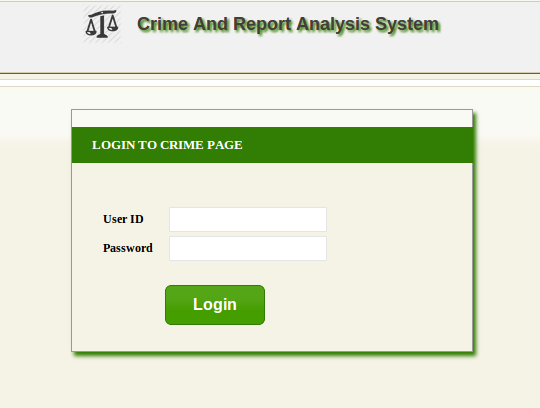 Crime And Report Analysis System
LOGIN TO CRIME PAGE
User ID
Password
Login